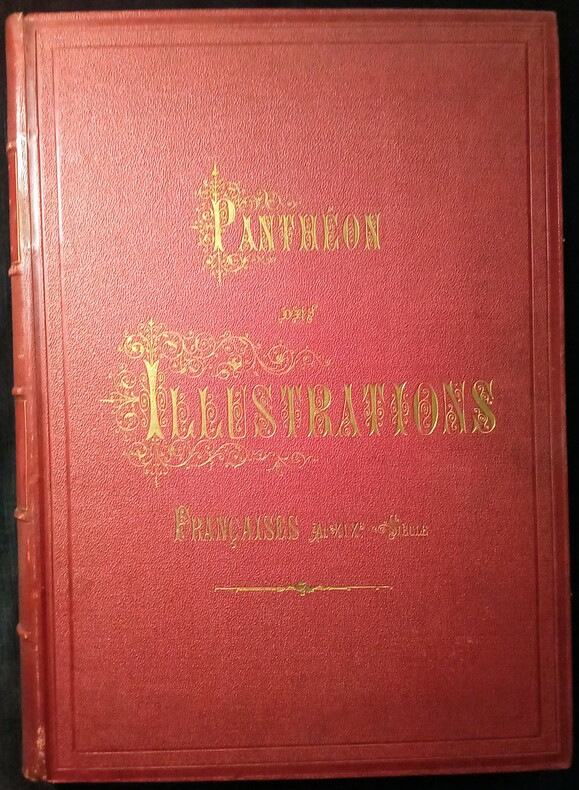 PANTHÉON
DES
ILLUSTRATIONS
FRANÇAISES AU XIXE SIÈCLE